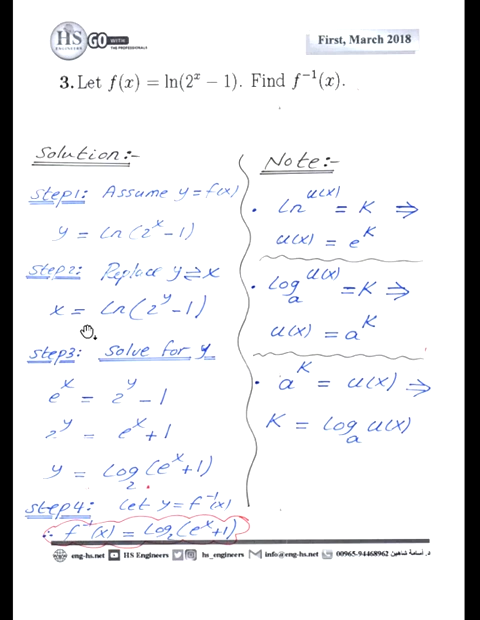 HS
ENGINEERS
GO WITH
THE PROFESSIONALS
First, March 2018
3. Let f(x) = ln(2^x − 1). Find f^−1(x).
Solution:-
Step1: Assume y = f(x)
y = ln(2^x − 1)
Step2: Replace y ⇄ x
x = ln(2^y − 1)
Step3: Solve for y
e^x = 2^y − 1
2^y = e^x + 1
y = log_2 (e^x + 1)
Step4: Let y = f^−1(x)
∴ f^−1(x) = log_2 (e^x + 1)
Note:-
• ln^u(x) = K ⇒
u(x) = e^K
• log_a^u(x) = K ⇒
u(x) = a^K
• a^K = u(x) ⇒
K = log_a u(x)
eng-hs.net HS Engineers hs_engineers info@eng-hs.net 00965-94468962 د. أسامة شاهين